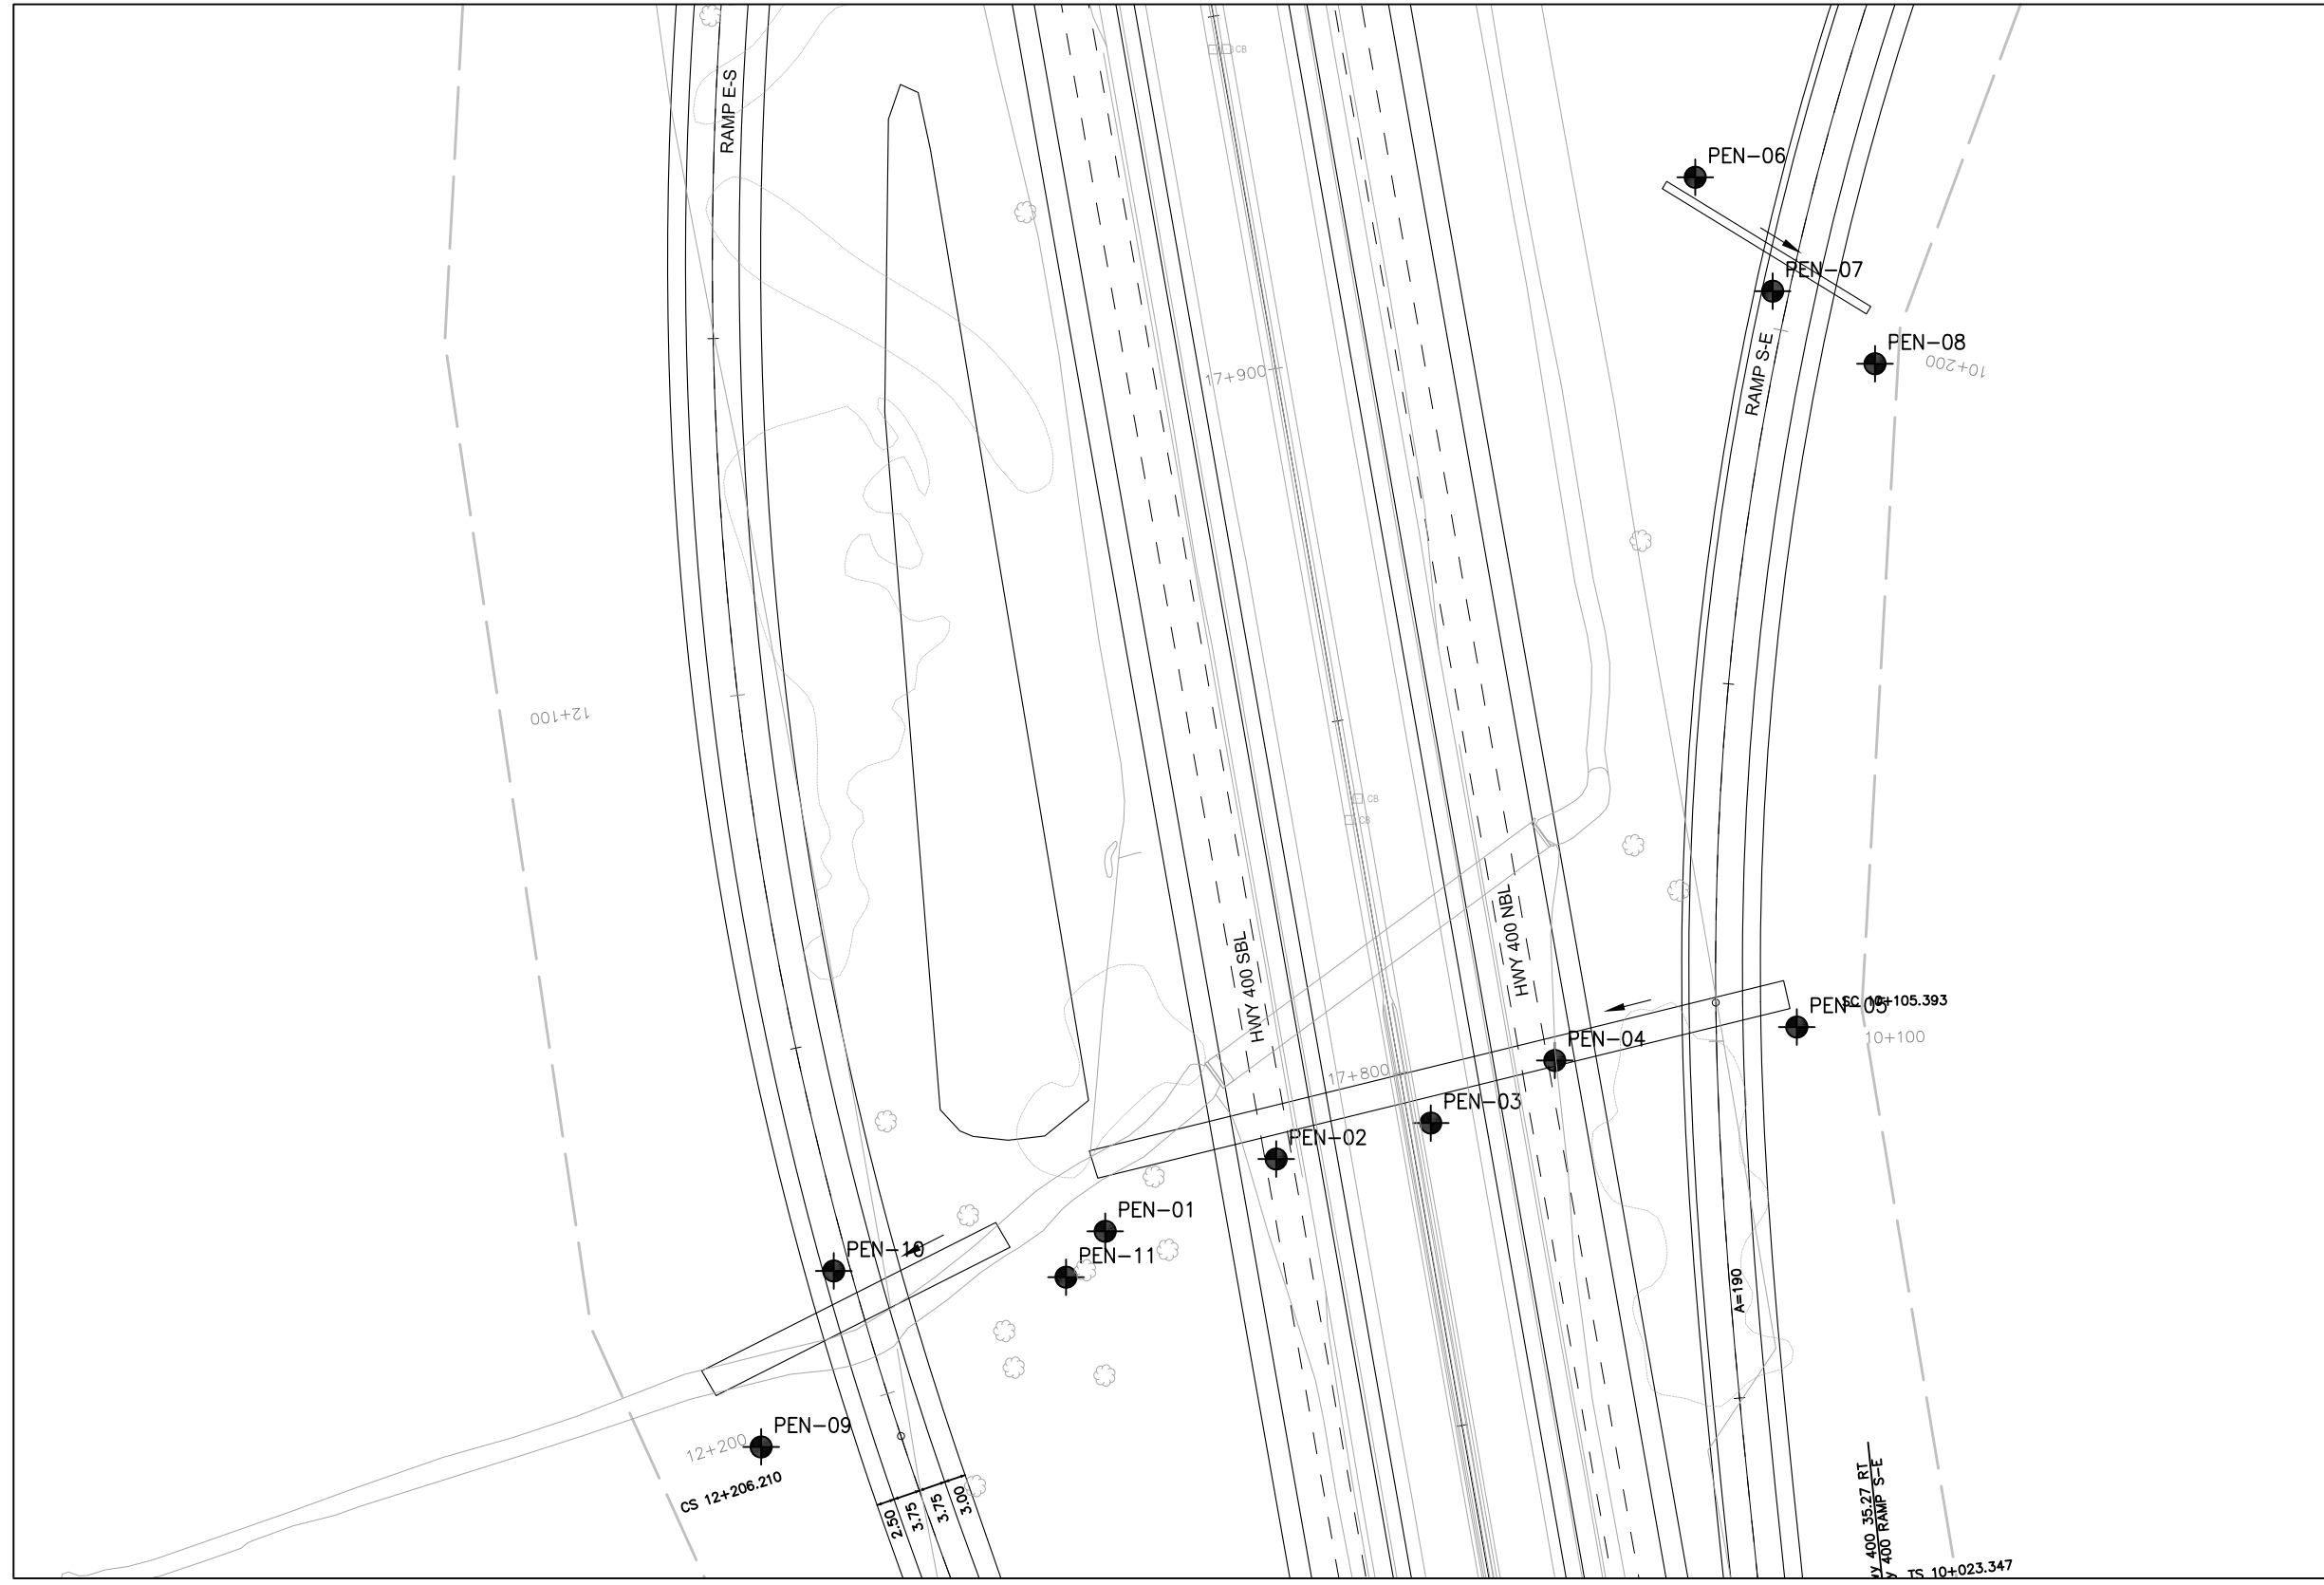 CB
RAMP E-S
PEN-06
PEN-07
PEN-08
10+200
RAMP S-E
17+900
12+100
CB
CB
HWY 400 NBL
HWY 400 SBL
PEN-05
SC 10+105.393
10+100
PEN-04
17+800
PEN-03
PEN-02
PEN-01
PEN-10
PEN-11
A=190
PEN-09
12+200
CS 12+206.210
2.50
3.75
3.75
3.00
400 35.27 RT
400 RAMP S-E
TS 10+023.347